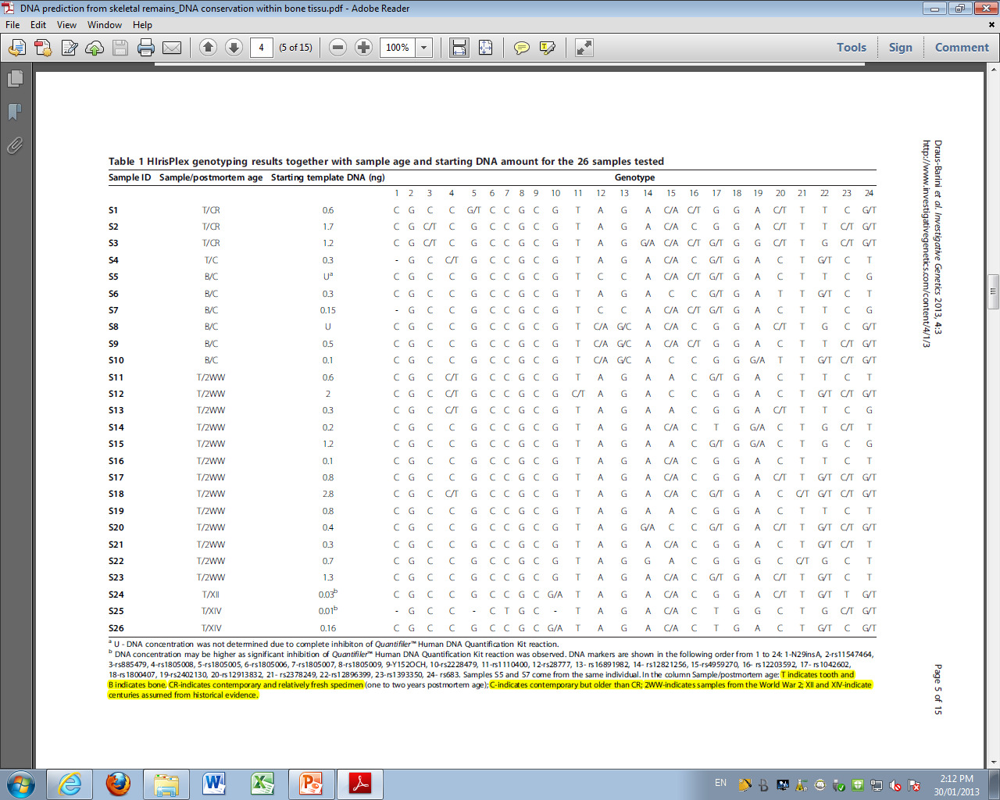 DNA prediction from skeletal remains_DNA conservation within bone tissu.pdf - Adobe Reader
File Edit View Window Help
4 (5 of 15) 100% Tools Sign Comment
Table 1 HIrisPlex genotyping results together with sample age and starting DNA amount for the 26 samples tested
Sample ID Sample/postmortem age Starting template DNA (ng) Genotype
1 2 3 4 5 6 7 8 9 10 11 12 13 14 15 16 17 18 19 20 21 22 23 24
S1 T/CR 0.6 C G C C G/T C C G C G T A G A C/A C/T G G A C/T T T C G/T
S2 T/CR 1.7 C G C/T C G C C G C G T A G A C/A C G G A C/T T T C/T G/T
S3 T/CR 1.2 C G C/T C G C C G C G T A G G/A C/A C/T G/T G G C/T T G C/T G/T
S4 T/C 0.3 - G C C/T G C C G C G T A G A C/A C G/T G A C T G/T C T
S5 B/C Uᵃ C G C C G C C G C G T C C A C/A C/T G/T G A C T T C G
S6 B/C 0.3 C G C C G C C G C G T A G A C C G/T G A T T G/T C T
S7 B/C 0.15 - G C C G C C G C G T C C A C/A C/T G/T G A C T T C G
S8 B/C U C G C C G C C G C G T C/A G/C A C/A C G G A C/T T G C G/T
S9 B/C 0.5 C G C C G C C G C G T C/A G/C A C/A C/T G G A C T T C/T G/T
S10 B/C 0.1 C G C C G C C G C G T C/A G/C A C C G G G/A T T G/T C/T G/T
S11 T/2WW 0.6 C G C C/T G C C G C G T A G A A C G/T G A C T T C T
S12 T/2WW 2 C G C C/T G C C G C G C/T A G A C C G G A C T G/T C/T G/T
S13 T/2WW 0.3 C G C C/T G C C G C G T A G A A C G G A C/T T T C G
S14 T/2WW 0.2 C G C C G C C G C G T A G A C/A C T G G/A C T G C/T T
S15 T/2WW 1.2 C G C C G C C G C G T A G A A C G/T G G/A C T G C G
S16 T/2WW 0.1 C G C C G C C G C G T A G A C/A C G G A C T T C T
S17 T/2WW 0.8 C G C C G C C G C G T A G A C/A C G G A C/T T G/T C/T G/T
S18 T/2WW 2.8 C G C C/T G C C G C G T A G A C/A C G/T G A C C/T G/T C/T G/T
S19 T/2WW 0.8 C G C C G C C G C G T A G A A C G G A C T T C T
S20 T/2WW 0.4 C G C C G C C G C G T A G G/A C C G/T G A C/T T G/T C/T G/T
S21 T/2WW 0.3 C G C C G C C G C G T A G A C/A C G G A C T G/T C/T T
S22 T/2WW 0.7 C G C C G C C G C G T A G G A C G G G C C/T G C T
S23 T/2WW 1.3 C G C C G C C G C G T A G A C/A C G/T G A C/T T G/T C T
S24 T/XII 0.03ᵇ C G C C G C C G C G/A T A G A C/A C G G A C/T T G/T T G/T
S25 T/XIV 0.01ᵇ - G C C - C T G C - T A G A C/A C T G G C T G C/T G/T
S26 T/XIV 0.16 C G C C G C C G C G/A T A G A C/A C T G A C T G/T C G/T
ᵃ U - DNA concentration was not determined due to complete inhibiton of Quantifiler™ Human DNA Quantification Kit reaction.
ᵇ DNA concentration may be higher as significant inhibition of Quantifiler™ Human DNA Quantification Kit reaction was observed. DNA markers are shown in the following order from 1 to 24: 1-N29insA, 2-rs11547464,
3-rs885479, 4-rs1805008, 5-rs1805005, 6-rs1805006, 7-rs1805007, 8-rs1805009, 9-Y152OCH, 10-rs2228479, 11-rs1110400, 12-rs28777, 13- rs16891982, 14- rs12821256, 15-rs4959270, 16- rs12203592, 17- rs1042602,
18-rs1800407, 19-rs2402130, 20-rs12913832, 21- rs2378249, 22-rs12896399, 23-rs1393350, 24- rs683. Samples S5 and S7 come from the same individual. In the column Sample/postmortem age: T indicates tooth and
B indicates bone. CR-indicates contemporary and relatively fresh specimen (one to two years postmortem age); C-indicates contemporary but older than CR; 2WW-indicates samples from the World War 2; XII and XIV-indicate
centuries assumed from historical evidence.
Draus-Barini et al. Investigative Genetics 2013, 4:3
http://www.investigativegenetics.com/content/4/1/3
Page 5 of 15
EN 2:12 PM
30/01/2013